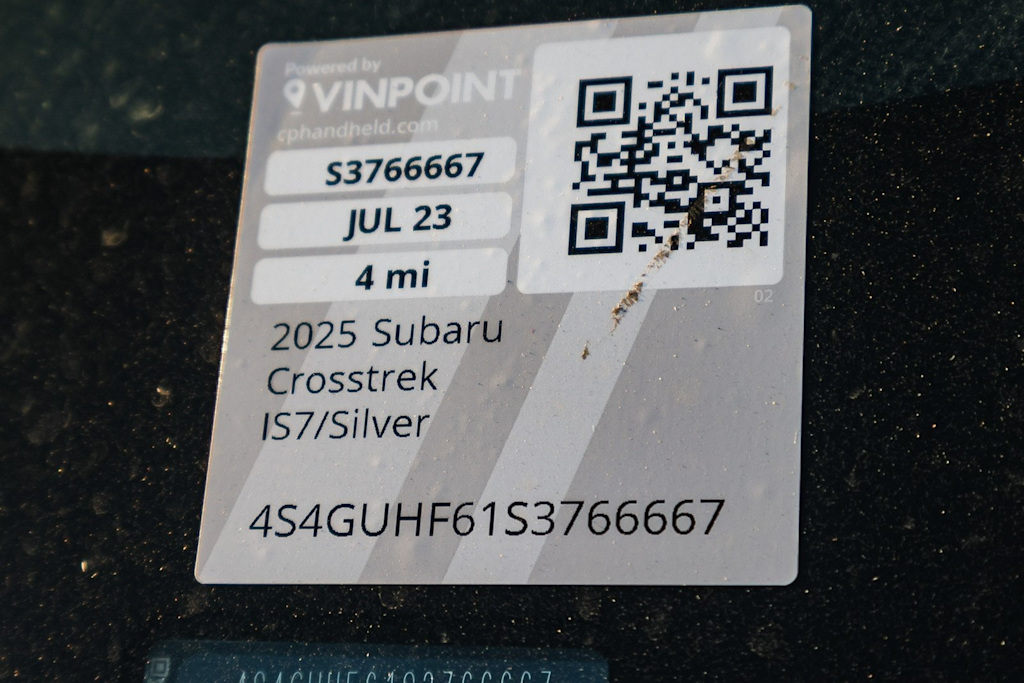 Powered by
VINPOINT
cphandheld.com
S3766667
JUL 23
4 mi
02
2025 Subaru
Crosstrek
IS7/Silver
4S4GUHF61S3766667